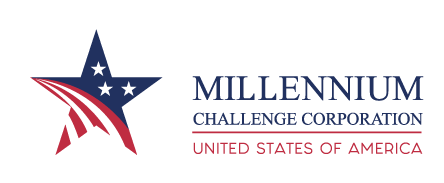 MILLENNIUM
CHALLENGE CORPORATION
UNITED STATES OF AMERICA